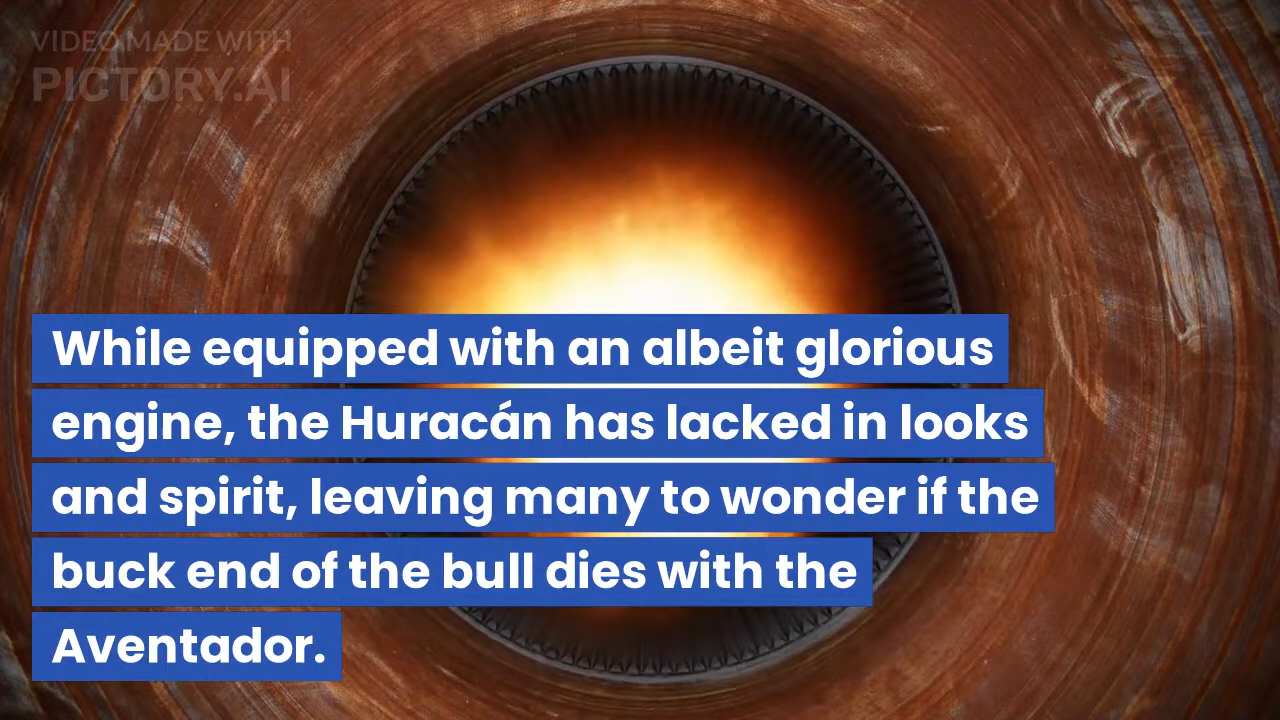 VIDEO MADE WITH
PICTORY.AI
While equipped with an albeit glorious
engine, the Huracán has lacked in looks
and spirit, leaving many to wonder if the
buck end of the bull dies with the
Aventador.